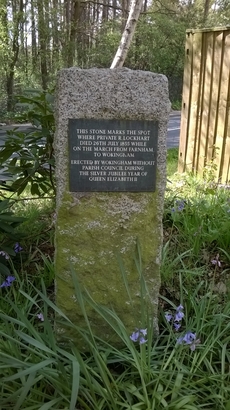 THIS STONE MARKS THE SPOT
WHERE PRIVATE R. LOCKHART
DIED 26TH JULY 1855 WHILE
ON THE MARCH FROM FARNHAM
TO WOKINGHAM
ERECTED BY WOKINGHAM WITHOUT
PARISH COUNCIL DURING
THE SILVER JUBILEE YEAR OF
QUEEN ELIZABETH II